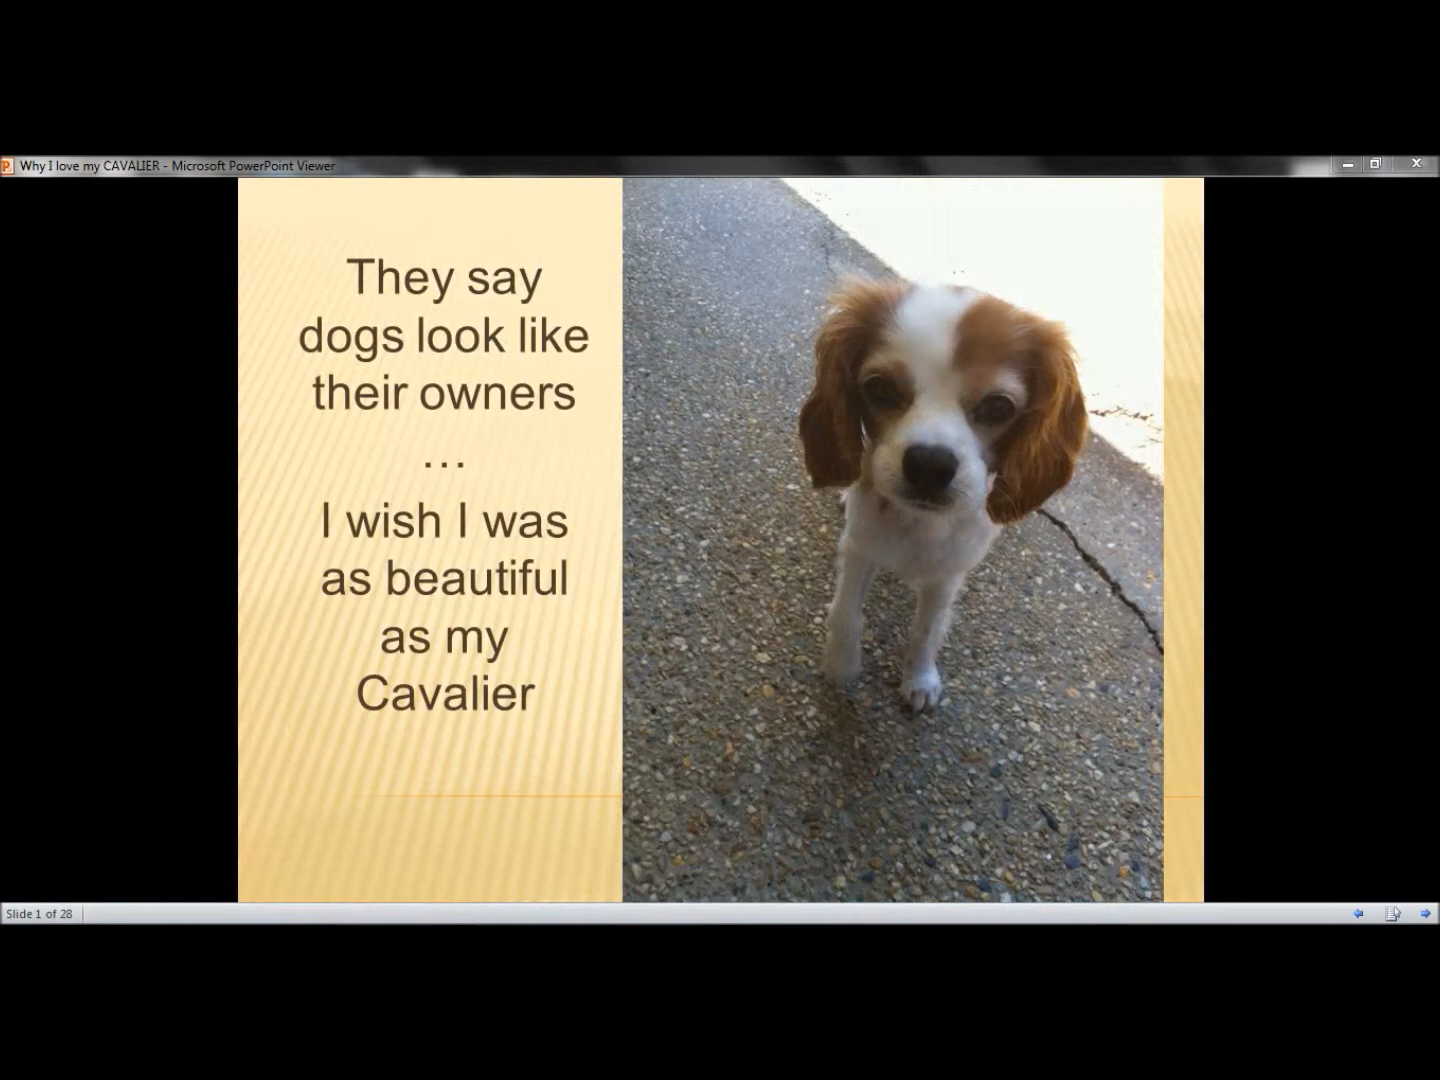 Why I love my CAVALIER - Microsoft PowerPoint Viewer
They say
dogs look like
their owners
…
I wish I was
as beautiful
as my
Cavalier
Slide 1 of 28